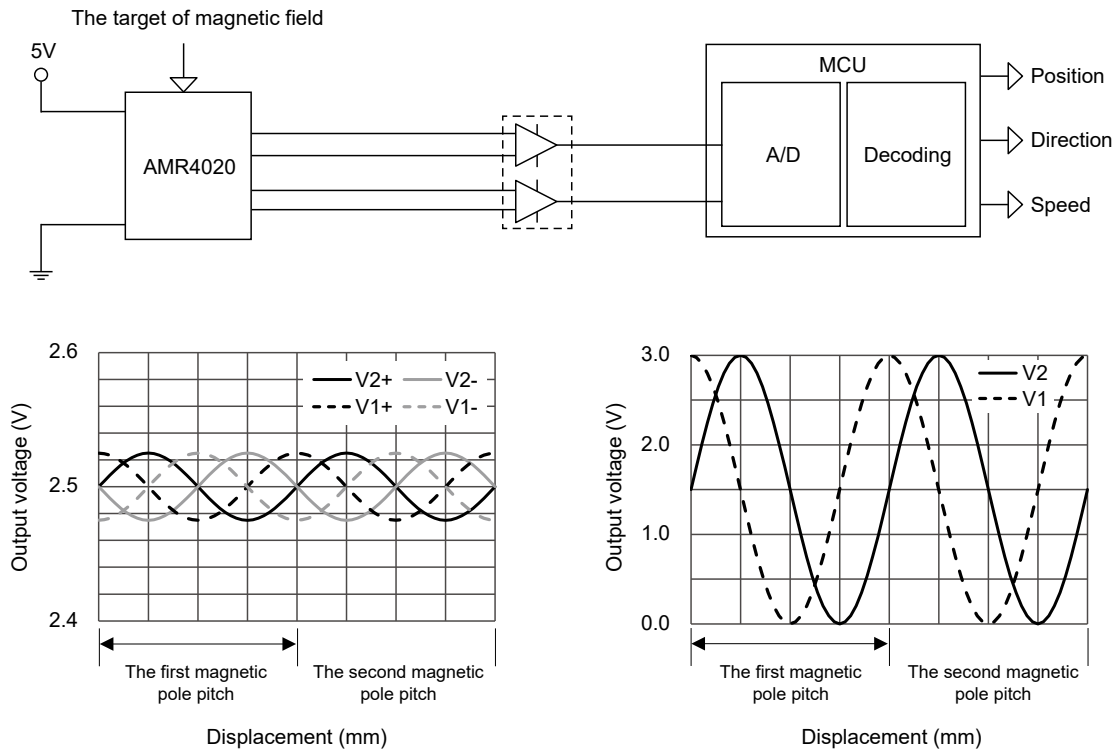 The target of magnetic field
5V
AMR4020
MCU
A/D
Decoding
Position
Direction
Speed
2.6
2.5
2.4
Output voltage (V)
V2+
V2-
V1+
V1-
The first magnetic
pole pitch
The second magnetic
pole pitch
Displacement (mm)
3.0
2.0
1.0
0.0
Output voltage (V)
V2
V1
The first magnetic
pole pitch
The second magnetic
pole pitch
Displacement (mm)